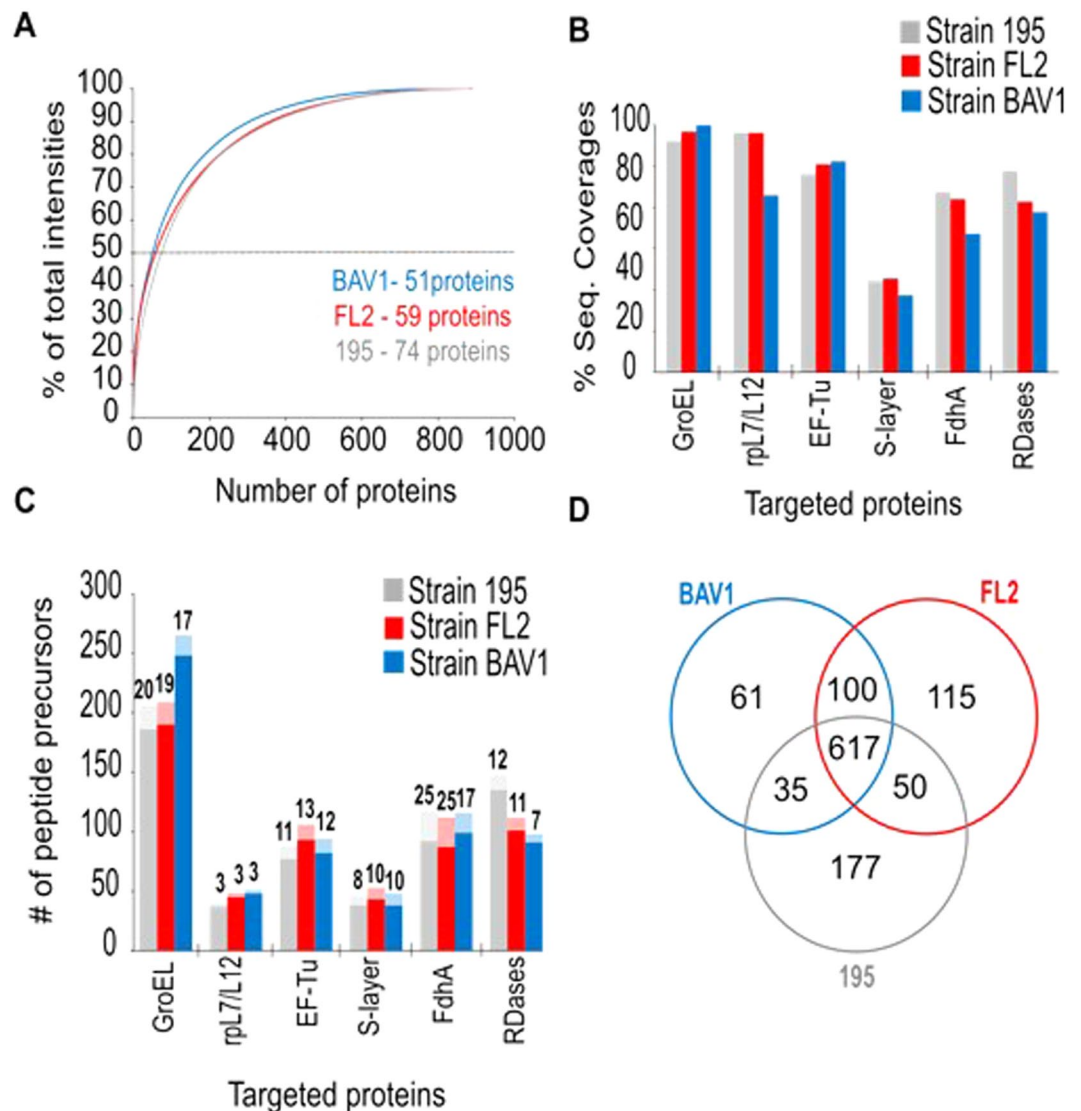 A
100
90
80
70
60
50
40
30
20
10
0
% of total intensities
BAV1- 51proteins
FL2 - 59 proteins
195 - 74 proteins
0 200 400 600 800 1000
Number of proteins
B
Strain 195
Strain FL2
Strain BAV1
100
80
60
40
20
0
% Seq. Coverages
GroEL
rpL7/L12
EF-Tu
S-layer
FdhA
RDases
Targeted proteins
C
Strain 195
Strain FL2
Strain BAV1
300
250
200
150
100
50
0
# of peptide precursors
20 19 17
3 3 3
11 13 12
8 10 10
25 25 17
12 11 7
GroEL
rpL7/L12
EF-Tu
S-layer
FdhA
RDases
Targeted proteins
D
BAV1 FL2
61 100 115
617
35 50
177
195